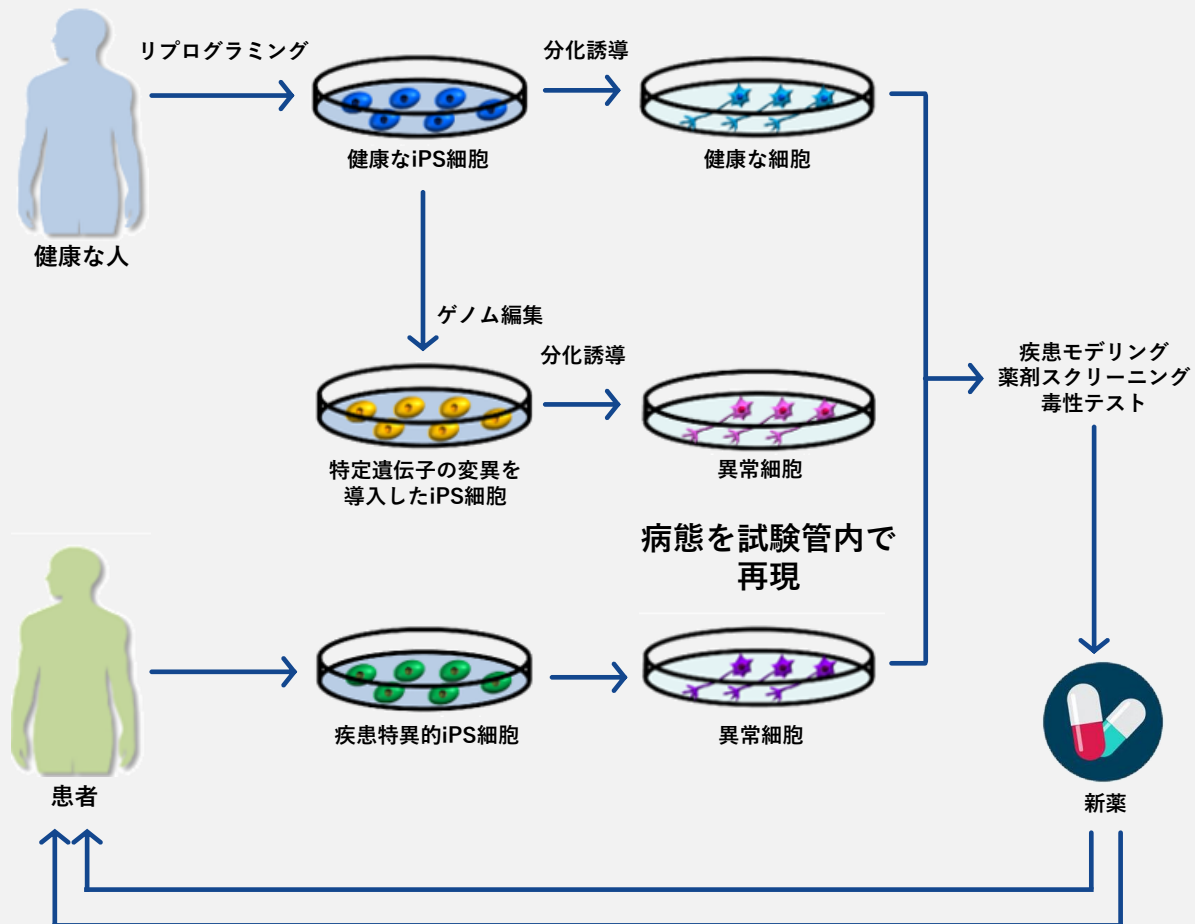 リプログラミング
分化誘導
健康なiPS細胞
健康な細胞
健康な人
ゲノム編集
分化誘導
特定遺伝子の変異を
導入したiPS細胞
異常細胞
疾患モデリング
薬剤スクリーニング
毒性テスト
病態を試験管内で
再現
疾患特異的iPS細胞
異常細胞
患者
新薬